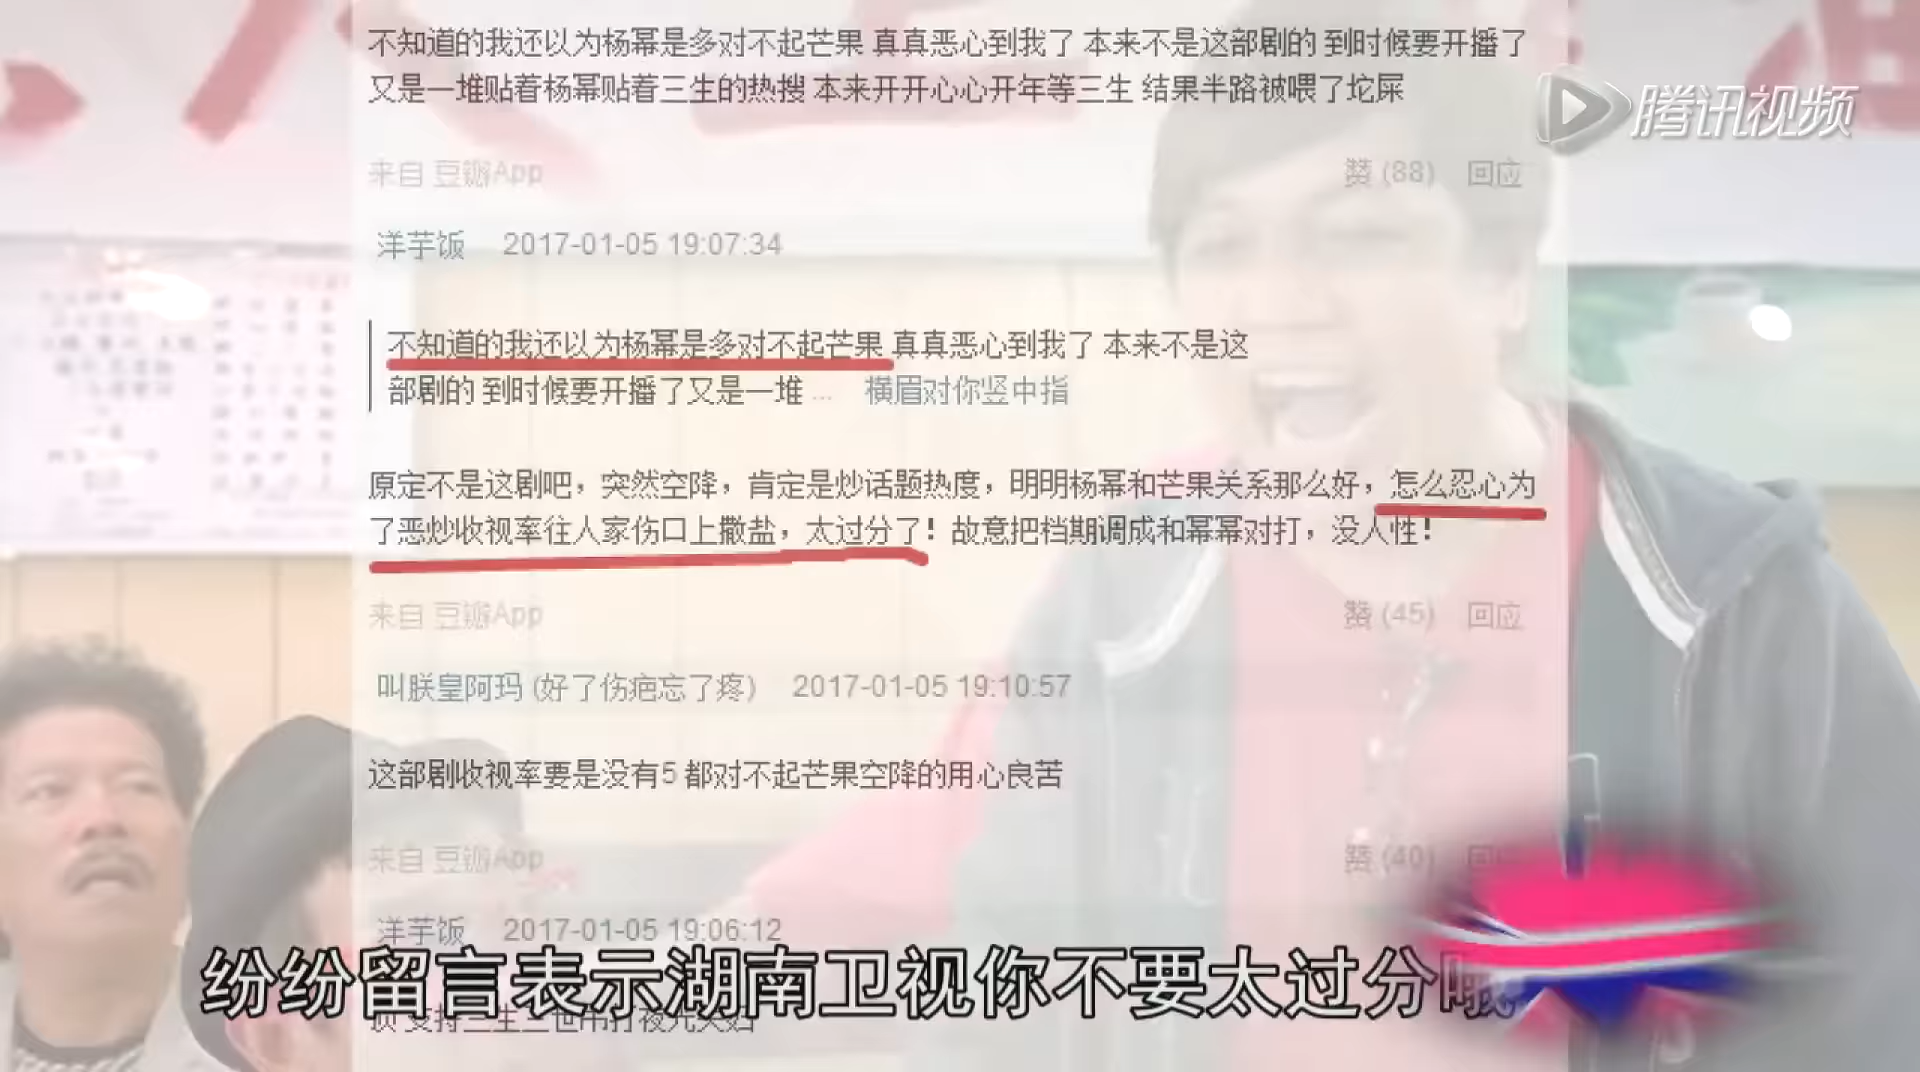 不知道的我还以为杨幂是多对不起芒果 真真恶心到我了 本来不是这部剧的 到时候要开播了
又是一堆贴着杨幂贴着三生的热搜 本来开开心心开年等三生 结果半路被喂了坨屎
腾讯视频
来自 豆瓣App 赞 (88) 回应
洋芋饭 2017-01-05 19:07:34
不知道的我还以为杨幂是多对不起芒果 真真恶心到我了 本来不是这
部剧的 到时候要开播了又是一堆 ... 横眉对你竖中指
原定不是这剧吧，突然空降，肯定是炒话题热度，明明杨幂和芒果关系那么好，怎么忍心为
了恶炒收视率往人家伤口上撒盐，太过分了！故意把档期调成和幂幂对打，没人性！
来自 豆瓣App 赞 (45) 回应
叫朕皇阿玛 (好了伤疤忘了疼) 2017-01-05 19:10:57
这部剧收视率要是没有5 都对不起芒果空降的用心良苦
来自 豆瓣App 赞 (40) 回应
洋芋饭 2017-01-05 19:06:12
纷纷留言表示湖南卫视你不要太过分哦